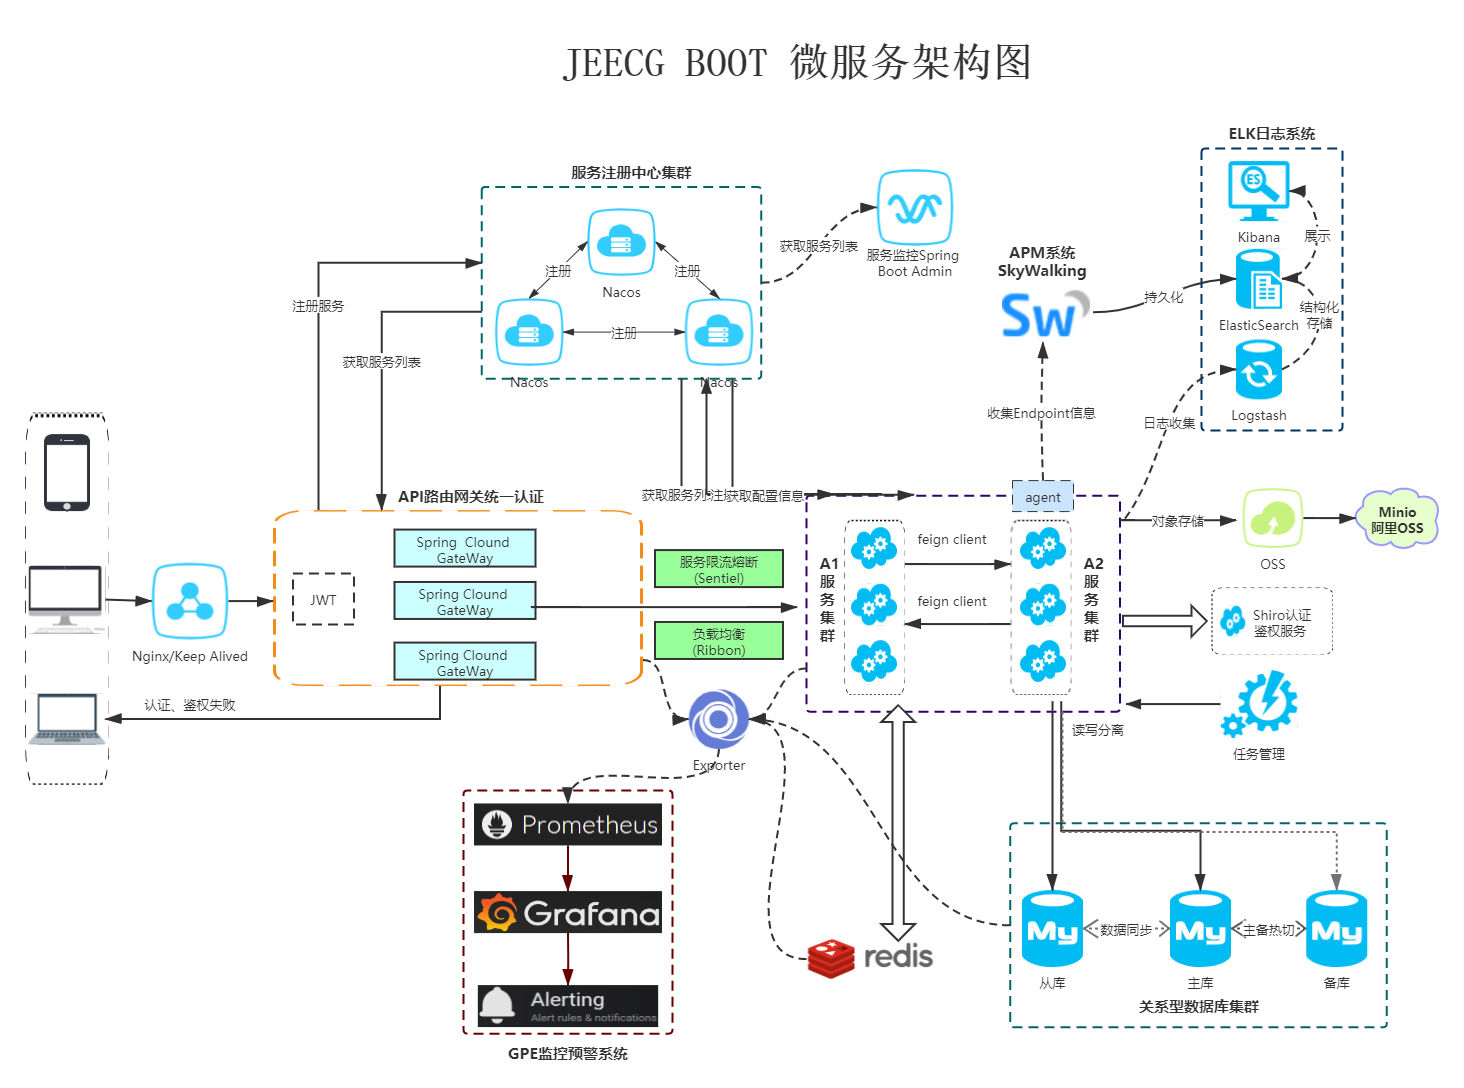 JEECG BOOT 微服务架构图
ELK日志系统
服务注册中心集群
Kibana
展示
ElasticSearch
结构化
存储
Logstash
日志收集
获取服务列表
服务监控Spring
Boot Admin
APM系统
SkyWalking
Sw
持久化
收集Endpoint信息
agent
Nacos
注册
注册
Nacos
注册
Nacos
注册服务
获取服务列表
获取服务列
注
获取配置信息
API路由网关统一认证
Spring Clound
GateWay
JWT
Spring Clound
GateWay
Spring Clound
GateWay
Nginx/Keep Alived
认证、鉴权失败
服务限流熔断
(Sentiel)
负载均衡
(Ribbon)
A1
服
务
集
群
feign client
feign client
A2
服
务
集
群
对象存储
OSS
Minio
阿里OSS
Shiro认证
鉴权服务
任务管理
读写分离
Exporter
Prometheus
Grafana
Alerting
Alert rules & notifications
GPE监控预警系统
redis
My
数据同步
My
主备热切
My
从库
主库
备库
关系型数据库集群
ES